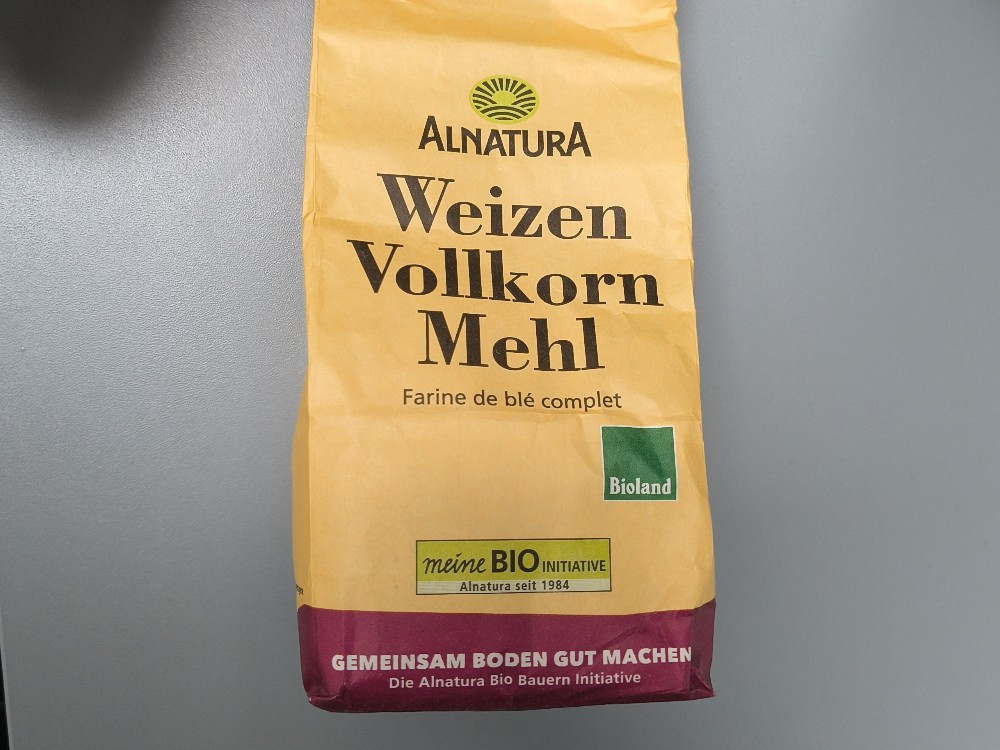 ALNATURA
Weizen
Vollkorn
Mehl
Farine de blé complet
Bioland
meine BIO INITIATIVE
Alnatura seit 1984
GEMEINSAM BODEN GUT MACHEN
Die Alnatura Bio Bauern Initiative